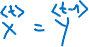 x^{<t>} = y^{<t-1>}